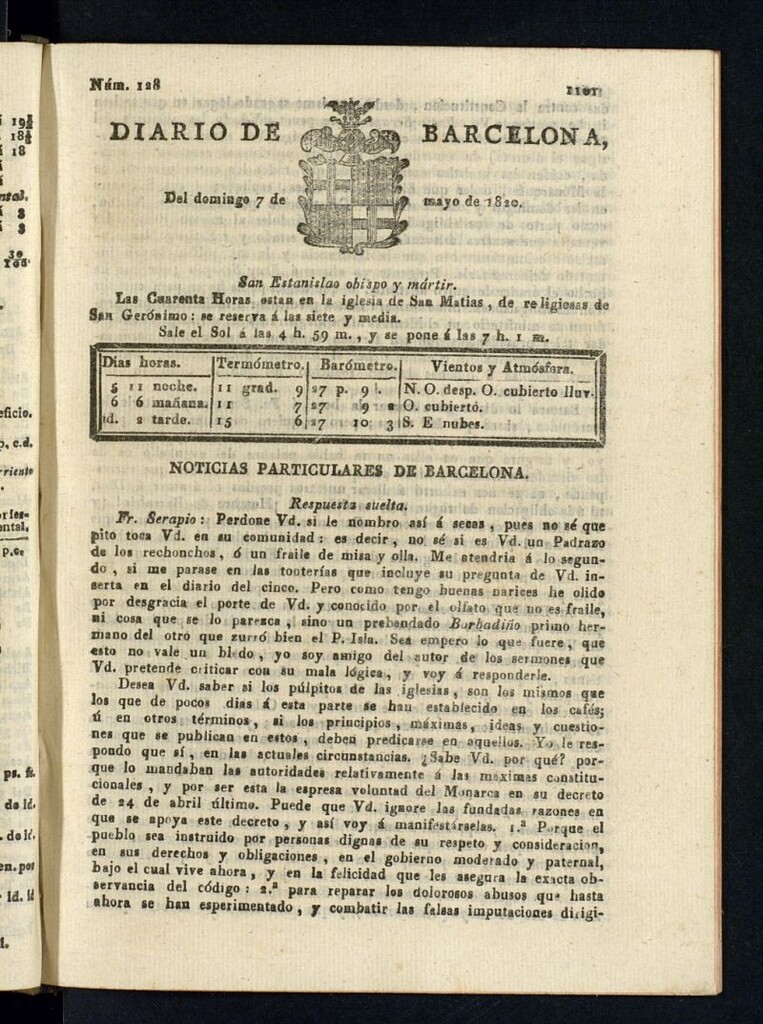 Núm. 128
1101
DIARIO DE BARCELONA,
Del domingo 7 de mayo de 1820.
San Estanislao obispo y mártir.
Las Cuarenta Horas estan en la iglesia de San Matias, de religiosas de
San Gerónimo: se reserva á las siete y media.
Sale el Sol á las 4 h. 59 m., y se pone á las 7 h. 1 m.
Dias horas. Termómetro. Barómetro. Vientos y Atmósfera.
5 11 noche. 11 grad. 9 27 p. 9 l. N. O. desp. O. cubierto lluv.
6 6 mañana. 11 7 27 9 2 O. cubiertó.
id. 2 tarde. 15 6 27 10 3 S. E nubes.
NOTICIAS PARTICULARES DE BARCELONA.
Respuesta suelta.
Fr. Serapio: Perdone Vd. si le nombro así á secas, pues no sé que
pito toca Vd. en su comunidad: es decir, no sé si es Vd. un Padrazo
de los rechonchos, ó un fraile de misa y olla. Me atendria á lo segun-
do, si me parase en las tonterías que incluye su pregunta de Vd. in-
serta en el diario del cinco. Pero como tengo buenas narices he olido
por desgracia el porte de Vd. y conocido por el olfato que no es fraile,
ni cosa que se lo parezca, sino un prebendado Barbadiño primo her-
mano del otro que zurró bien el P. Isla. Sea empero lo que fuere, que
esto no vale un bledo, yo soy amigo del autor de los sermones que
Vd. pretende criticar con su mala lógica, y voy á responderle.
Desea Vd. saber si los púlpitos de las iglesias, son los mismos que
los que de pocos dias á esta parte se han establecido en los cafés;
ú en otros términos, si los principios, máximas, ideas y cuestio-
nes que se publican en estos, deben predicarse en aquellos. Yo le res-
pondo que sí, en las actuales circunstancias. ¿Sabe Vd. por qué? por-
que lo mandaban las autoridades relativamente á las máximas constitu-
cionales, y por ser esta la espresa voluntad del Monarca en su decreto
de 24 de abril último. Puede que Vd. ignore las fundadas razones en
que se apoya este decreto, y así voy á manifestárselas. 1.ª Porque el
pueblo sea instruido por personas dignas de su respeto y consideracion,
en sus derechos y obligaciones, en el gobierno moderado y paternal,
bajo el cual vive ahora, y en la felicidad que les asegura la exacta ob-
servancia del código: 2.ª para reparar los dolorosos abusos que hasta
ahora se han esperimentado, y combatir las falsas imputaciones dirigi-